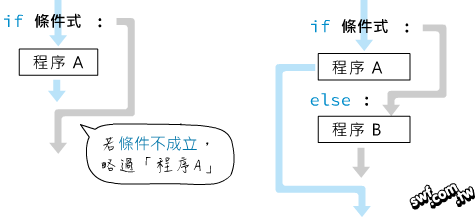 if 條件式 :
程序 A
若條件不成立，
略過「程序A」
if 條件式 :
程序 A
else :
程序 B
swf.com.tw